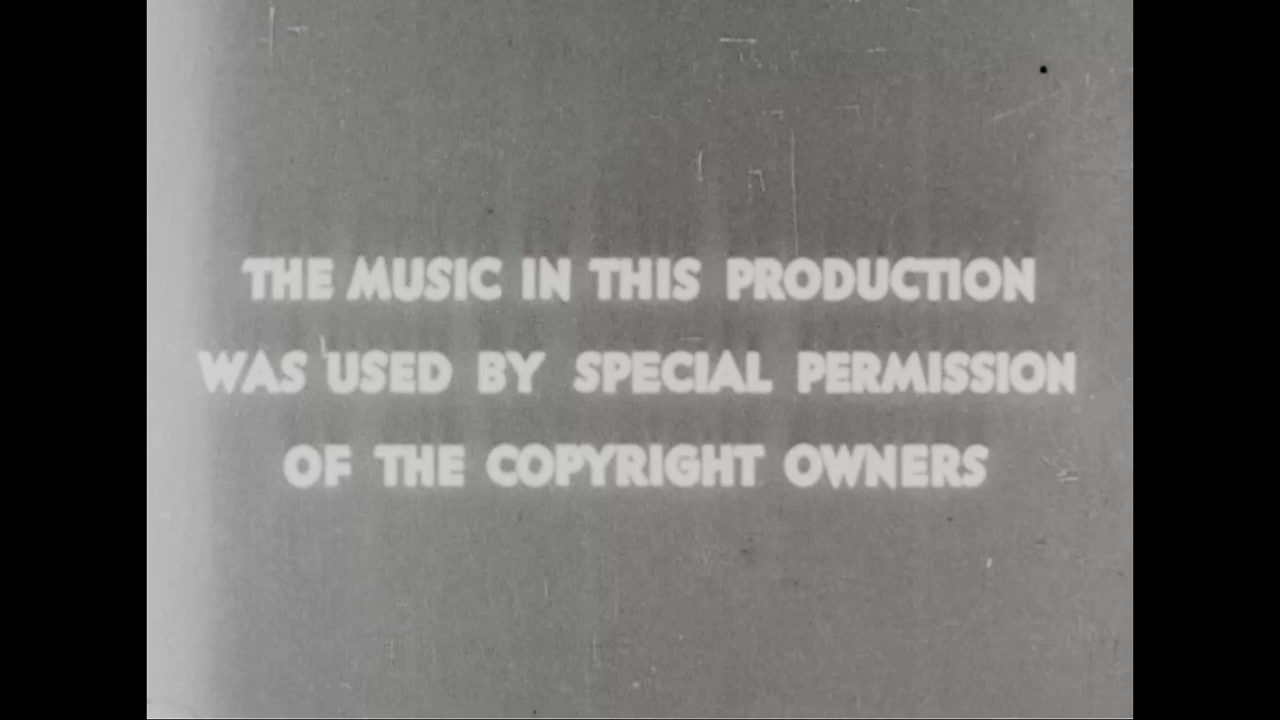 THE MUSIC IN THIS PRODUCTION
WAS USED BY SPECIAL PERMISSION
OF THE COPYRIGHT OWNERS